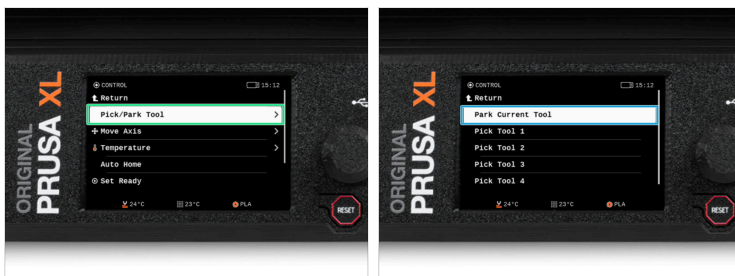 ORIGINAL
PRUSA XL
CONTROL
15:12
Return
Pick/Park Tool
Move Axis
Temperature
Auto Home
Set Ready
24°C
23°C
PLA
RESET
ORIGINAL
PRUSA XL
CONTROL
15:12
Return
Park Current Tool
Pick Tool 1
Pick Tool 2
Pick Tool 3
Pick Tool 4
24°C
23°C
PLA
RESET